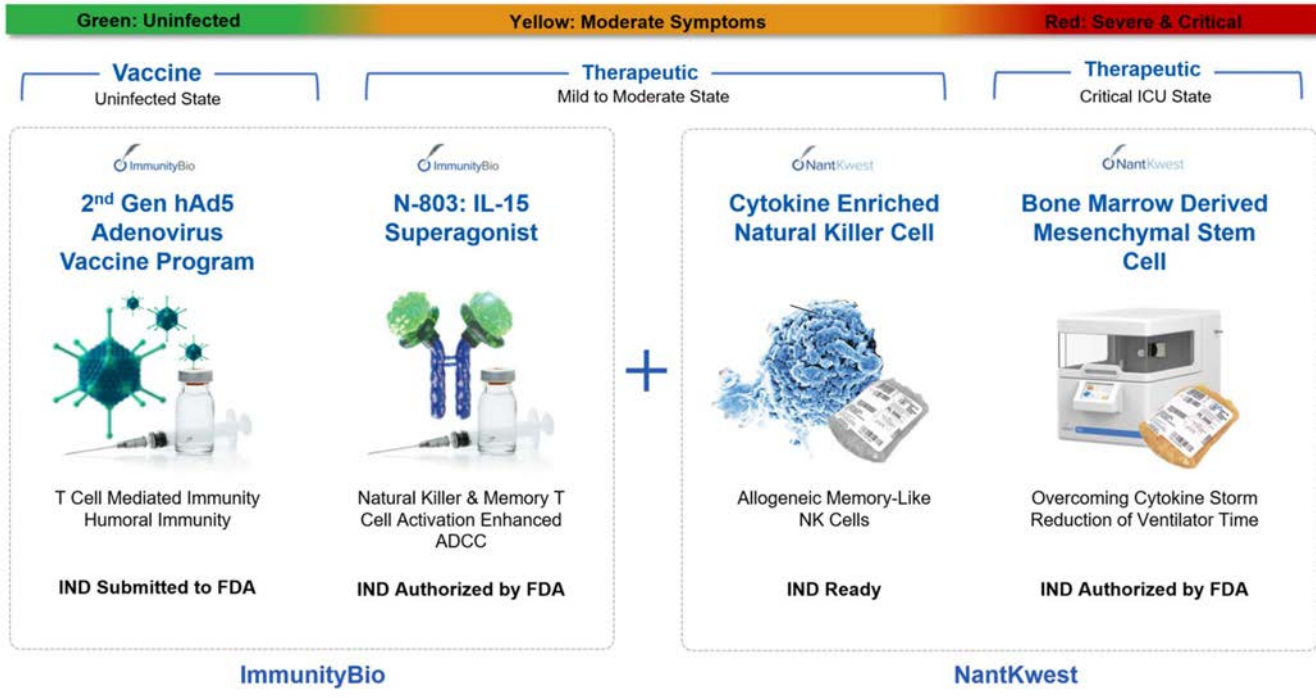 Green: Uninfected
Yellow: Moderate Symptoms
Red: Severe & Critical
Vaccine
Uninfected State
Therapeutic
Mild to Moderate State
Therapeutic
Critical ICU State
ImmunityBio
2nd Gen hAd5
Adenovirus
Vaccine Program
T Cell Mediated Immunity
Humoral Immunity
IND Submitted to FDA
ImmunityBio
N-803: IL-15
Superagonist
Natural Killer & Memory T
Cell Activation Enhanced
ADCC
IND Authorized by FDA
+
NantKwest
Cytokine Enriched
Natural Killer Cell
Allogeneic Memory-Like
NK Cells
IND Ready
NantKwest
Bone Marrow Derived
Mesenchymal Stem
Cell
Overcoming Cytokine Storm
Reduction of Ventilator Time
IND Authorized by FDA
ImmunityBio
NantKwest